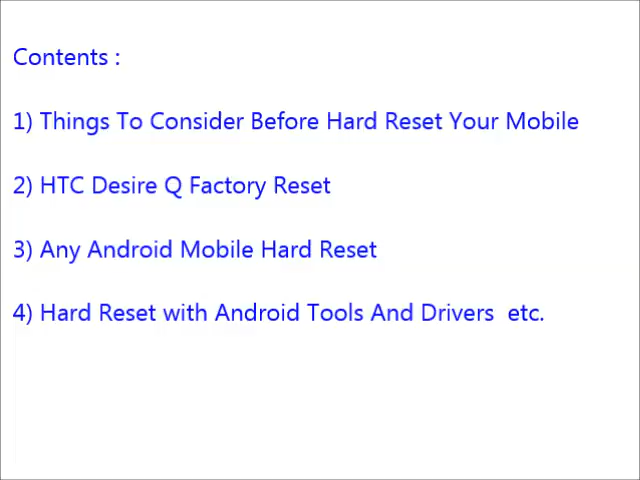 Contents :
1) Things To Consider Before Hard Reset Your Mobile
2) HTC Desire Q Factory Reset
3) Any Android Mobile Hard Reset
4) Hard Reset with Android Tools And Drivers  etc.